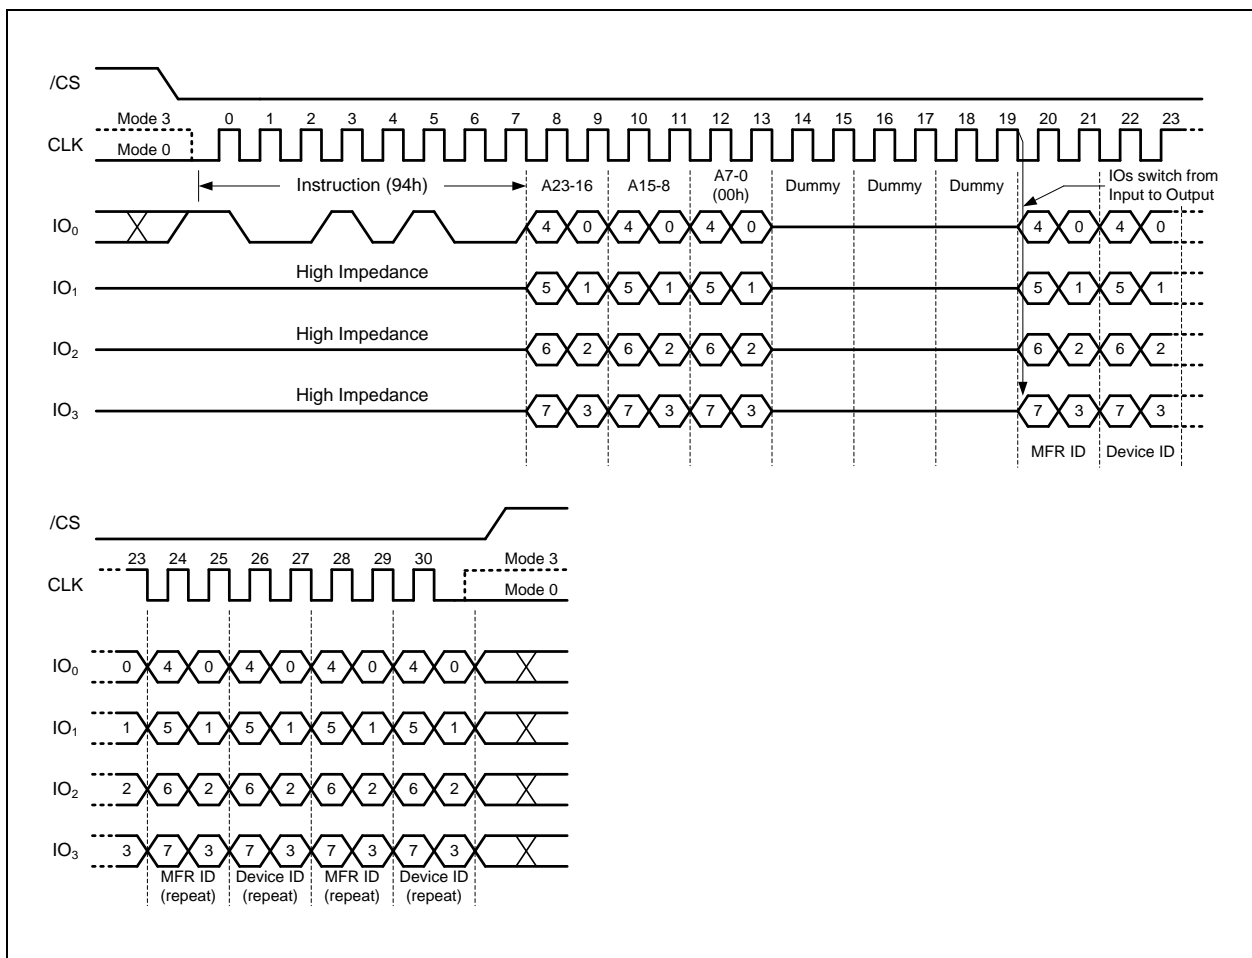 /CS
Mode 3 0 1 2 3 4 5 6 7 8 9 10 11 12 13 14 15 16 17 18 19 20 21 22 23
CLK
Mode 0
Instruction (94h) A23-16 A15-8 A7-0 (00h) Dummy Dummy Dummy IOs switch from
Input to Output
IO₀ 4 0 4 0 4 0 4 0 4 0
High Impedance
IO₁ 5 1 5 1 5 1 5 1 5 1
High Impedance
IO₂ 6 2 6 2 6 2 6 2 6 2
High Impedance
IO₃ 7 3 7 3 7 3 7 3 7 3
MFR ID Device ID
/CS
23 24 25 26 27 28 29 30 Mode 3
CLK
Mode 0
IO₀ 0 4 0 4 0 4 0 4 0
IO₁ 1 5 1 5 1 5 1 5 1
IO₂ 2 6 2 6 2 6 2 6 2
IO₃ 3 7 3 7 3 7 3 7 3
MFR ID Device ID MFR ID Device ID
(repeat) (repeat) (repeat) (repeat)